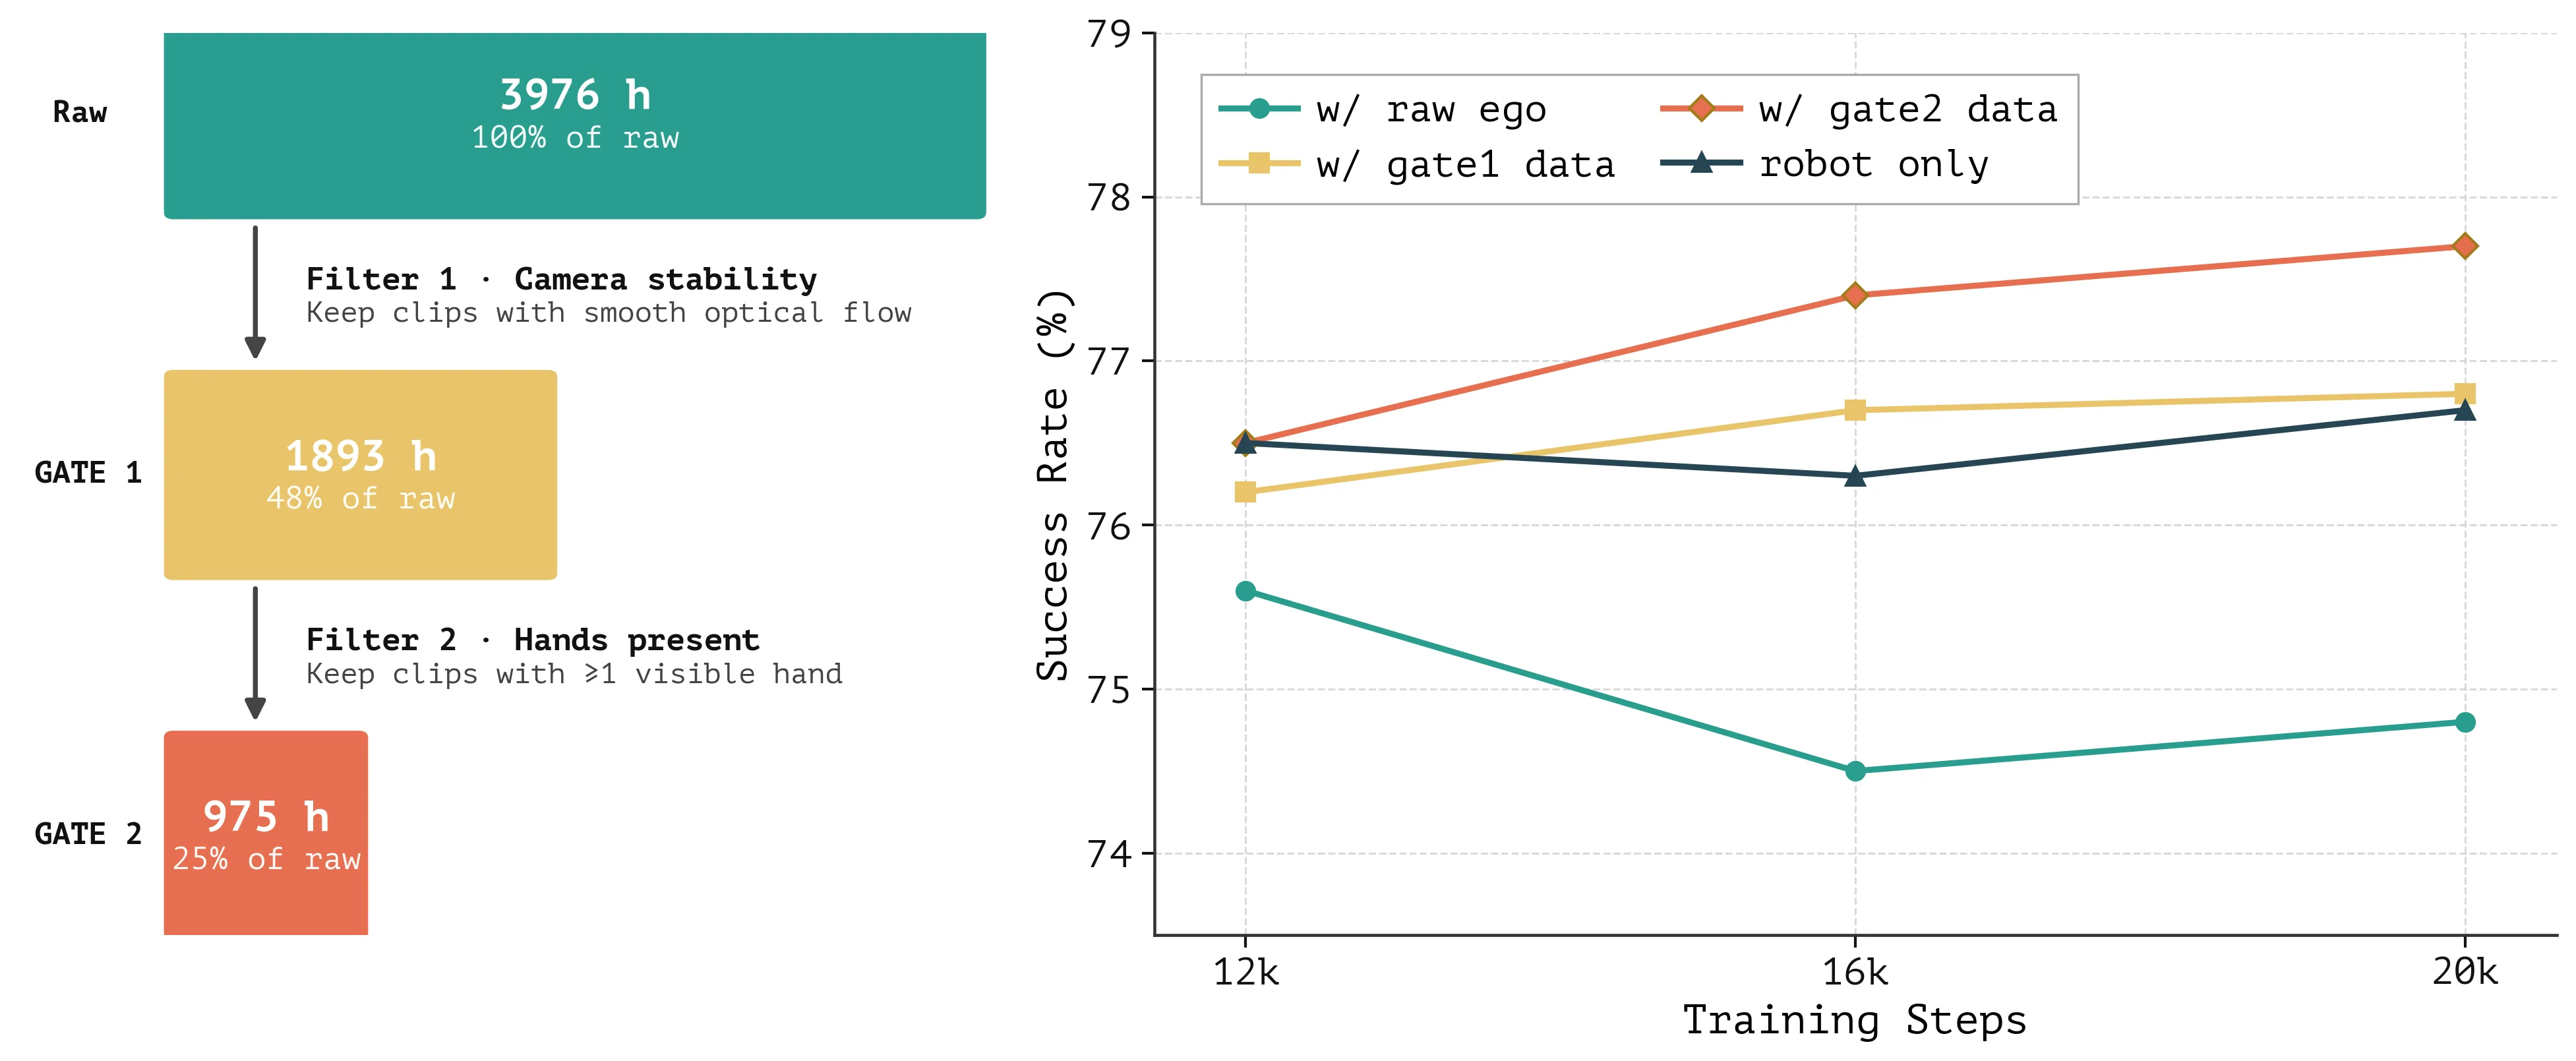 Raw
3976 h
100% of raw
Filter 1 · Camera stability
Keep clips with smooth optical flow
GATE 1
1893 h
48% of raw
Filter 2 · Hands present
Keep clips with ≥1 visible hand
GATE 2
975 h
25% of raw
Success Rate (%)
79
78
77
76
75
74
w/ raw ego
w/ gate1 data
w/ gate2 data
robot only
12k
16k
20k
Training Steps